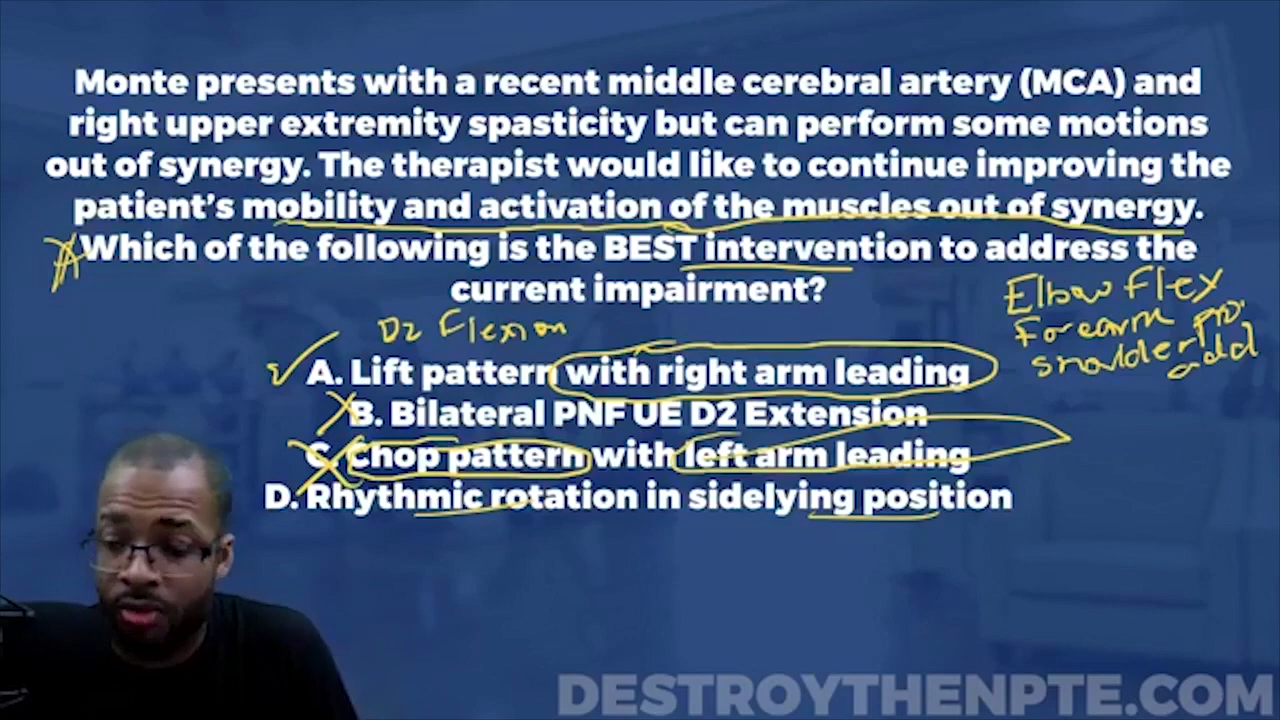 Monte presents with a recent middle cerebral artery (MCA) and
right upper extremity spasticity but can perform some motions
out of synergy. The therapist would like to continue improving the
patient's mobility and activation of the muscles out of synergy.
Which of the following is the BEST intervention to address the
current impairment?
Elbow Flex
Forearm pro.
shoulder add
D2 Flexion
A. Lift pattern with right arm leading
B. Bilateral PNF UE D2 Extension
C. Chop pattern with left arm leading
D. Rhythmic rotation in sidelying position
DESTROYTHENPTE.COM